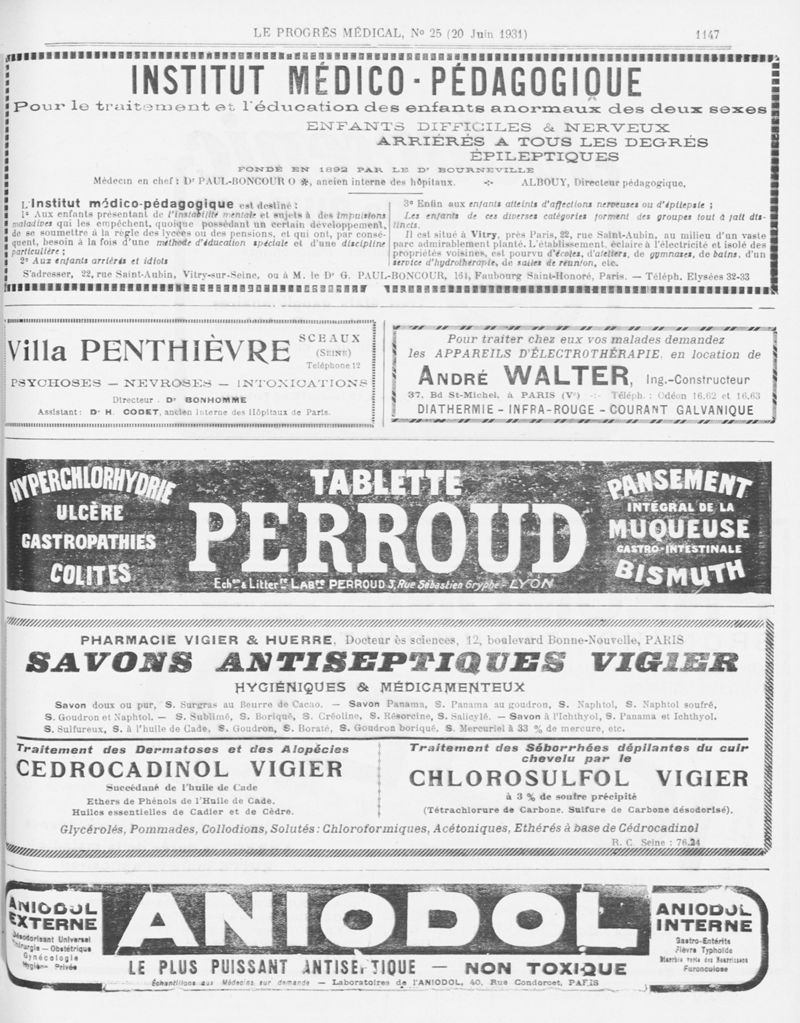 LE PROGRÈS MÉDICAL, No 25 (20 Juin 1931) 1147
INSTITUT MÉDICO-PÉDAGOGIQUE
Pour le traitement et l'éducation des enfants anormaux des deux sexes
ENFANTS DIFFICILES & NERVEUX
ARRIÉRÉS A TOUS LES DEGRÉS
ÉPILEPTIQUES
FONDÉ EN 1892 PAR LE Dr BOURNEVILLE
Médecin en chef: Dr PAUL-BONCOUR O ✻, ancien interne des hôpitaux. -:- ALBOUY, Directeur pédagogique.
L'Institut médico-pédagogique est destiné :
1° Aux enfants présentant de l'instabilité mentale et sujets à des impulsions
maladives qui les empêchent, quoique possédant un certain développement,
de se soumettre à la règle des lycées ou des pensions, et qui ont, par consé-
quent, besoin à la fois d'une méthode d'éducation spéciale et d'une discipline
particulière ;
2° Aux enfants arriérés et idiots
3° Enfin aux enfants atteints d'affections nerveuses ou d'épilepsie ;
Les enfants de ces diverses catégories forment des groupes tout à fait dis-
tincts.
Il est situé à Vitry, près Paris, 22, rue Saint-Aubin, au milieu d'un vaste
parc admirablement planté. L'établissement, éclairé à l'électricité et isolé des
propriétés voisines, est pourvu d'écoles, d'ateliers, de gymnases, de bains, d'un
service d'hydrothérapie, de salles de réunion, etc.
S'adresser, 22, rue Saint-Aubin, Vitry-sur-Seine, ou à M. le Dr G. PAUL-BONCOUR, 161, Faubourg Saint-Honoré, Paris. — Téléph. Elysées 32-33
Villa PENTHIÈVRE
SCEAUX
(SEINE)
Téléphone 12
PSYCHOSES — NEVROSES — INTOXICATIONS
Directeur : Dr BONHOMME
Assistant : Dr H. CODET, ancien interne des Hôpitaux de Paris.
Pour traiter chez eux vos malades demandez
les APPAREILS D'ÉLECTROTHÉRAPIE, en location de
ANDRÉ WALTER, Ing.-Constructeur
37, Bd St-Michel, à PARIS (Ve) -:- Téléph. : Odéon 16.62 et 16.63
DIATHERMIE - INFRA-ROUGE - COURANT GALVANIQUE
HYPERCHLORHYDRIE
ULCÈRE
GASTROPATHIES
COLITES
TABLETTE
PERROUD
Echons & Littérre LABres PERROUD 3, Rue Sébastien Gryphe - LYON
PANSEMENT
INTÉGRAL DE LA
MUQUEUSE
GASTRO-INTESTINALE
BISMUTH
PHARMACIE VIGIER & HUERRE, Docteur ès sciences, 12, boulevard Bonne-Nouvelle, PARIS
SAVONS ANTISEPTIQUES VIGIER
HYGIÉNIQUES & MÉDICAMENTEUX
Savon doux ou pur, S. Surgras au Beurre de Cacao. — Savon Panama, S. Panama au goudron, S. Naphtol, S. Naphtol soufré,
S. Goudron et Naphtol. — S. Sublimé, S. Boriqué, S. Créoline, S. Résorcine, S. Salicylé. — Savon à l'Ichthyol, S. Panama et Ichthyol,
S. Sulfureux, S. à l'huile de Cade, S. Goudron, S. Boraté, S. Goudron boriqué, S. Mercuriel à 33 % de mercure, etc.
Traitement des Dermatoses et des Alopécies
CEDROCADINOL VIGIER
Succédané de l'huile de Cade
Ethers de Phénols de l'Huile de Cade.
Huiles essentielles de Cadier et de Cèdre.
Traitement des Séborrhées dépilantes du cuir
chevelu par le
CHLOROSULFOL VIGIER
à 3 % de soufre précipité
(Tétrachlorure de Carbone. Sulfure de Carbone désodorisé).
Glycérolés, Pommades, Collodions, Solutés : Chloroformiques, Acétoniques, Ethérés à base de Cédrocadinol
R. C. Seine : 76.24
ANIODOL
EXTERNE
Désodorisant Universel
Chirurgie — Obstétrique
Gynécologie
Hygiène Privée
ANIODOL
LE PLUS PUISSANT ANTISEPTIQUE — NON TOXIQUE
Échantillons aux Médecins sur demande — Laboratoires de l'ANIODOL, 40, Rue Condorcet, PARIS
ANIODOL
INTERNE
Gastro-Entérite
Fièvre Typhoïde
Diarrhée verte des Nourrissons
Furonculose